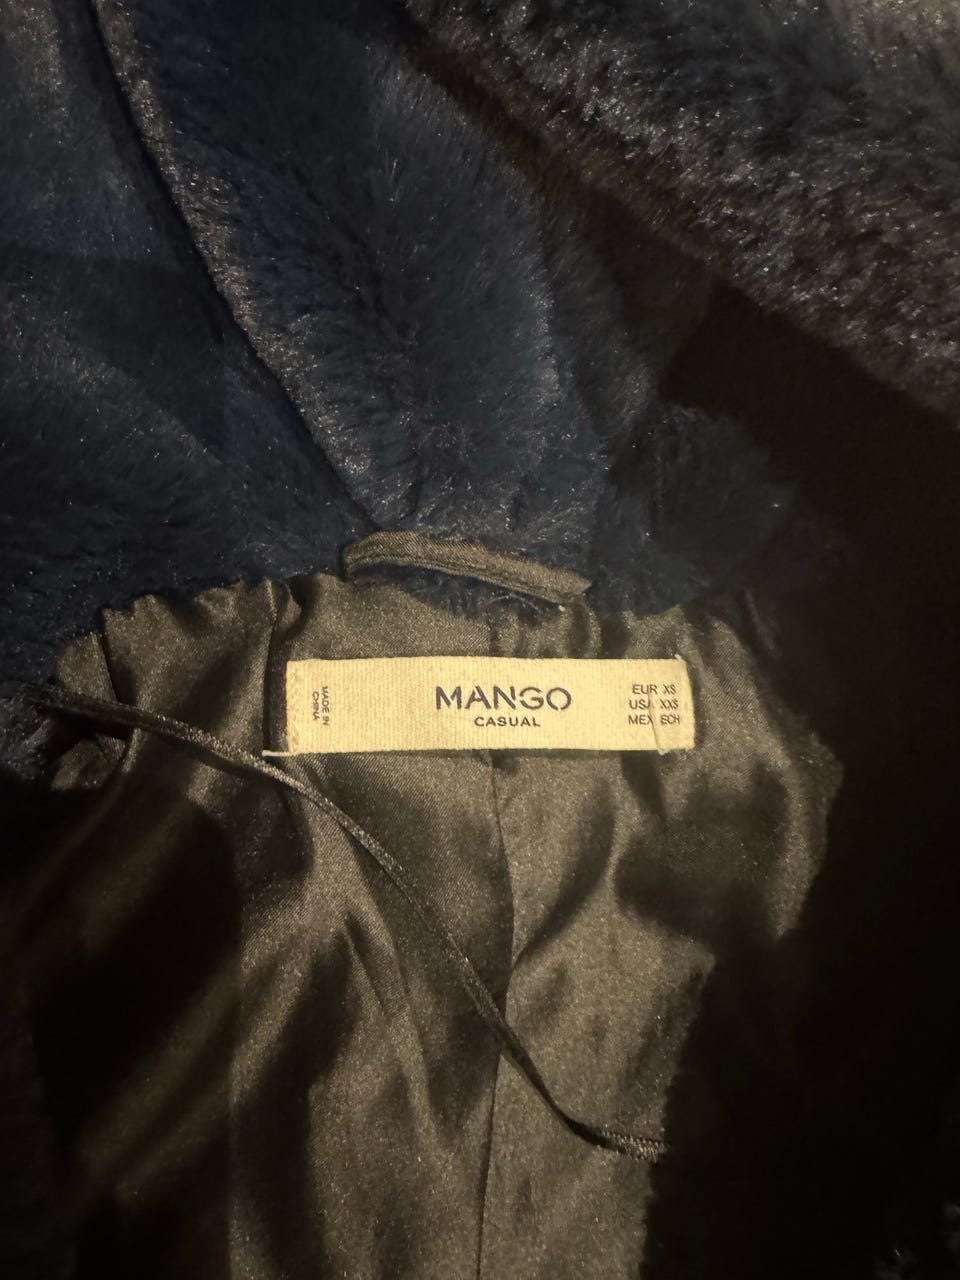 MADE IN
CHINA
MANGO
CASUAL
EUR XS
USA XXS
MEX ECH